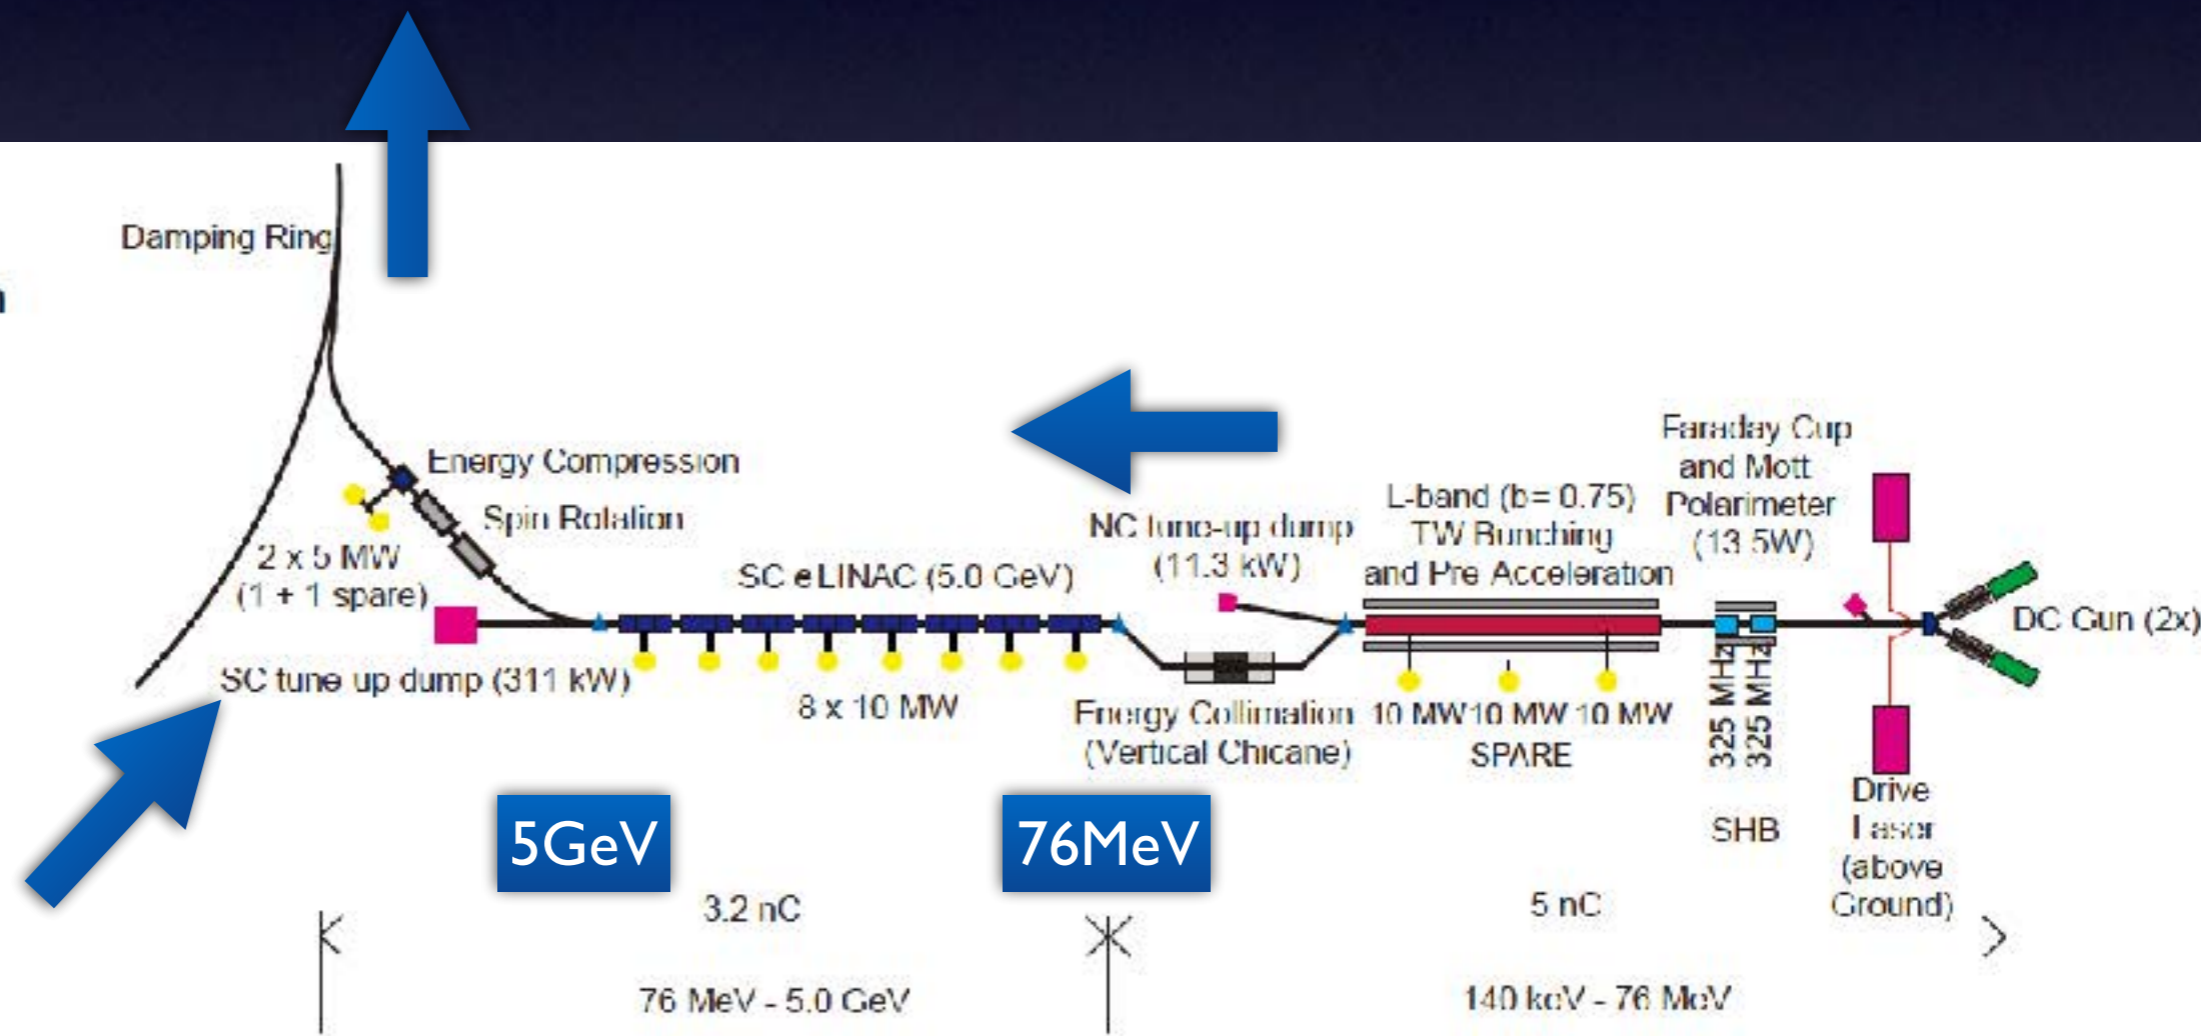 Damping Ring
Energy Compression
Spin Rotation
2 x 5 MW
(1 + 1 spare)
SC tune up dump (311 kW)
SC eLINAC (5.0 GeV)
8 x 10 MW
NC tune-up dump
(11.3 kW)
Energy Collimation
(Vertical Chicane)
L-band (b= 0.75)
TW Bunching
and Pre Acceleration
10 MW 10 MW 10 MW
SPARE
Faraday Cup
and Mott
Polarimeter
(13 5W)
325 MHz
325 MHz
SHB
DC Gun (2x)
Drive
Laser
(above
Ground)
5GeV
76MeV
3.2 nC
5 nC
76 MeV - 5.0 GeV
140 keV - 76 MeV